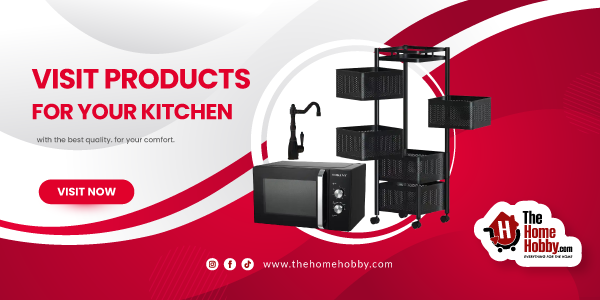 VISIT PRODUCTS
FOR YOUR KITCHEN
with the best quality, for your comfort.
VISIT NOW
www.thehomehobby.com
H
The
Home
Hobby.com
EVERYTHING FOR THE HOME